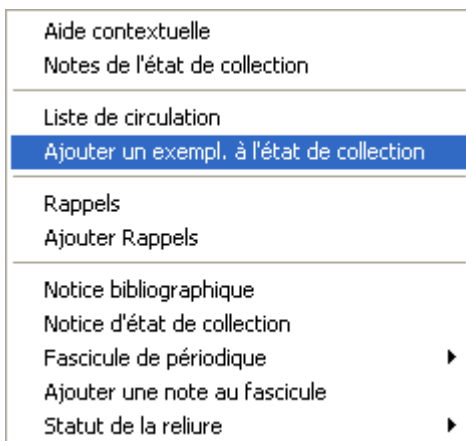 Aide contextuelle
Notes de l'état de collection
Liste de circulation
Ajouter un exempl. à l'état de collection
Rappels
Ajouter Rappels
Notice bibliographique
Notice d'état de collection
Fascicule de périodique
Ajouter une note au fascicule
Statut de la reliure